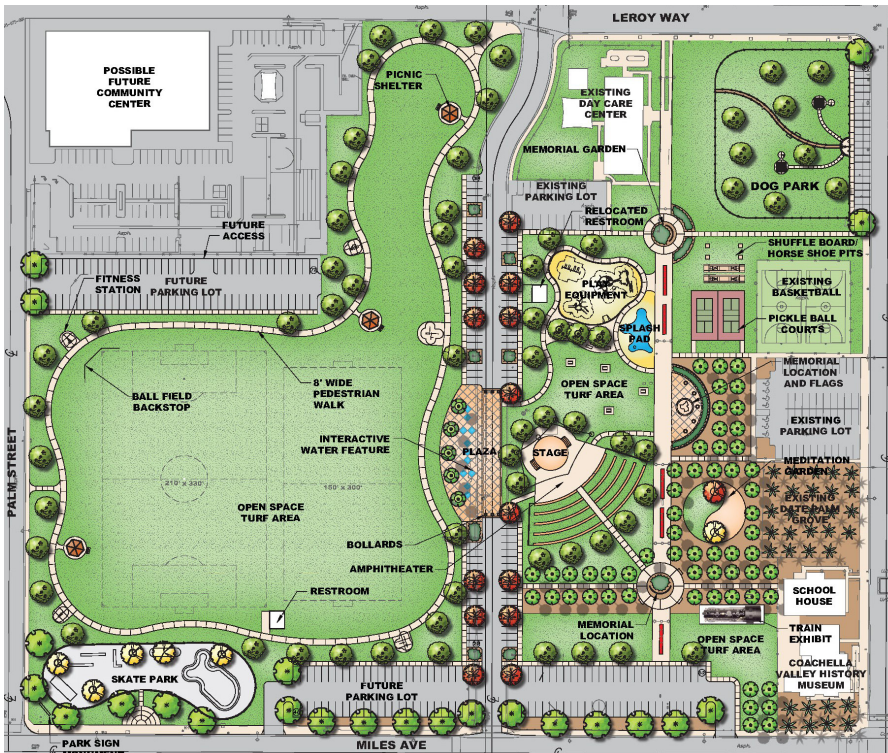 LEROY WAY
POSSIBLE
FUTURE
COMMUNITY
CENTER
PICNIC
SHELTER
EXISTING
DAY CARE
CENTER
MEMORIAL GARDEN
DOG PARK
EXISTING
PARKING LOT
RELOCATED
RESTROOM
FUTURE
ACCESS
SHUFFLE BOARD/
HORSE SHOE PITS
FITNESS
STATION
FUTURE
PARKING LOT
PLAY
EQUIPMENT
EXISTING
BASKETBALL
PICKLE BALL
COURTS
SPLASH
PAD
MEMORIAL
LOCATION
AND FLAGS
BALL FIELD
BACKSTOP
8' WIDE
PEDESTRIAN
WALK
OPEN SPACE
TURF AREA
EXISTING
PARKING LOT
INTERACTIVE
WATER FEATURE
PLAZA
STAGE
MEDITATION
GARDEN
PALM STREET
210' x 330'
OPEN SPACE
TURF AREA
EXISTING
DATE PALM
GROVE
BOLLARDS
AMPHITHEATER
RESTROOM
SCHOOL
HOUSE
MEMORIAL
LOCATION
TRAIN
EXHIBIT
OPEN SPACE
TURF AREA
COACHELLA
VALLEY HISTORY
MUSEUM
SKATE PARK
FUTURE
PARKING LOT
PARK SIGN
MILES AVE